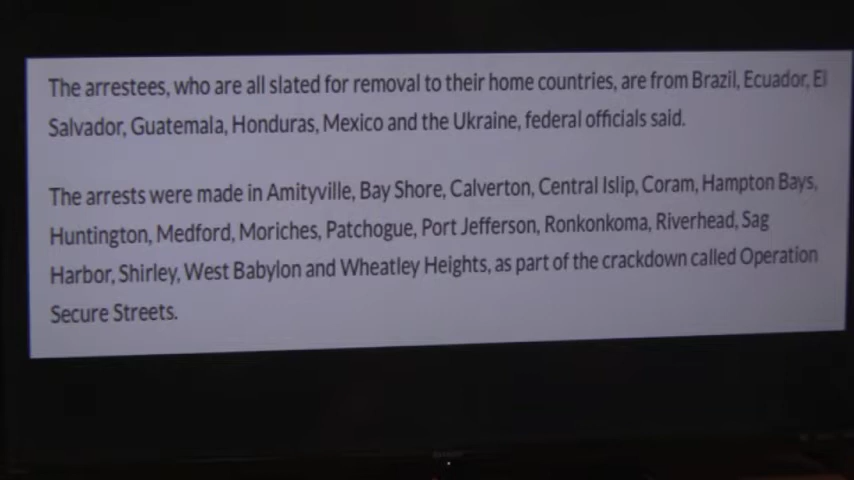 The arrestees, who are all slated for removal to their home countries, are from Brazil, Ecuador, El
Salvador, Guatemala, Honduras, Mexico and the Ukraine, federal officials said.
The arrests were made in Amityville, Bay Shore, Calverton, Central Islip, Coram, Hampton Bays,
Huntington, Medford, Moriches, Patchogue, Port Jefferson, Ronkonkoma, Riverhead, Sag
Harbor, Shirley, West Babylon and Wheatley Heights, as part of the crackdown called Operation
Secure Streets.